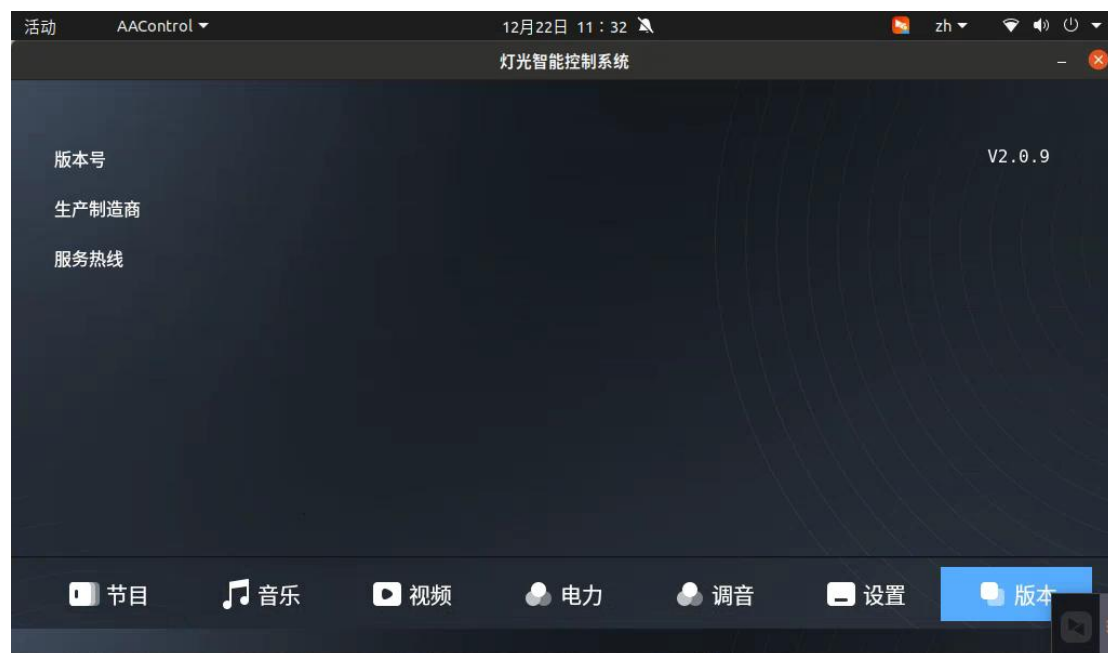 活动 AAControl 12月22日 11：32 zh
灯光智能控制系统
版本号 V2.0.9
生产制造商
服务热线
节目 音乐 视频 电力 调音 设置 版本